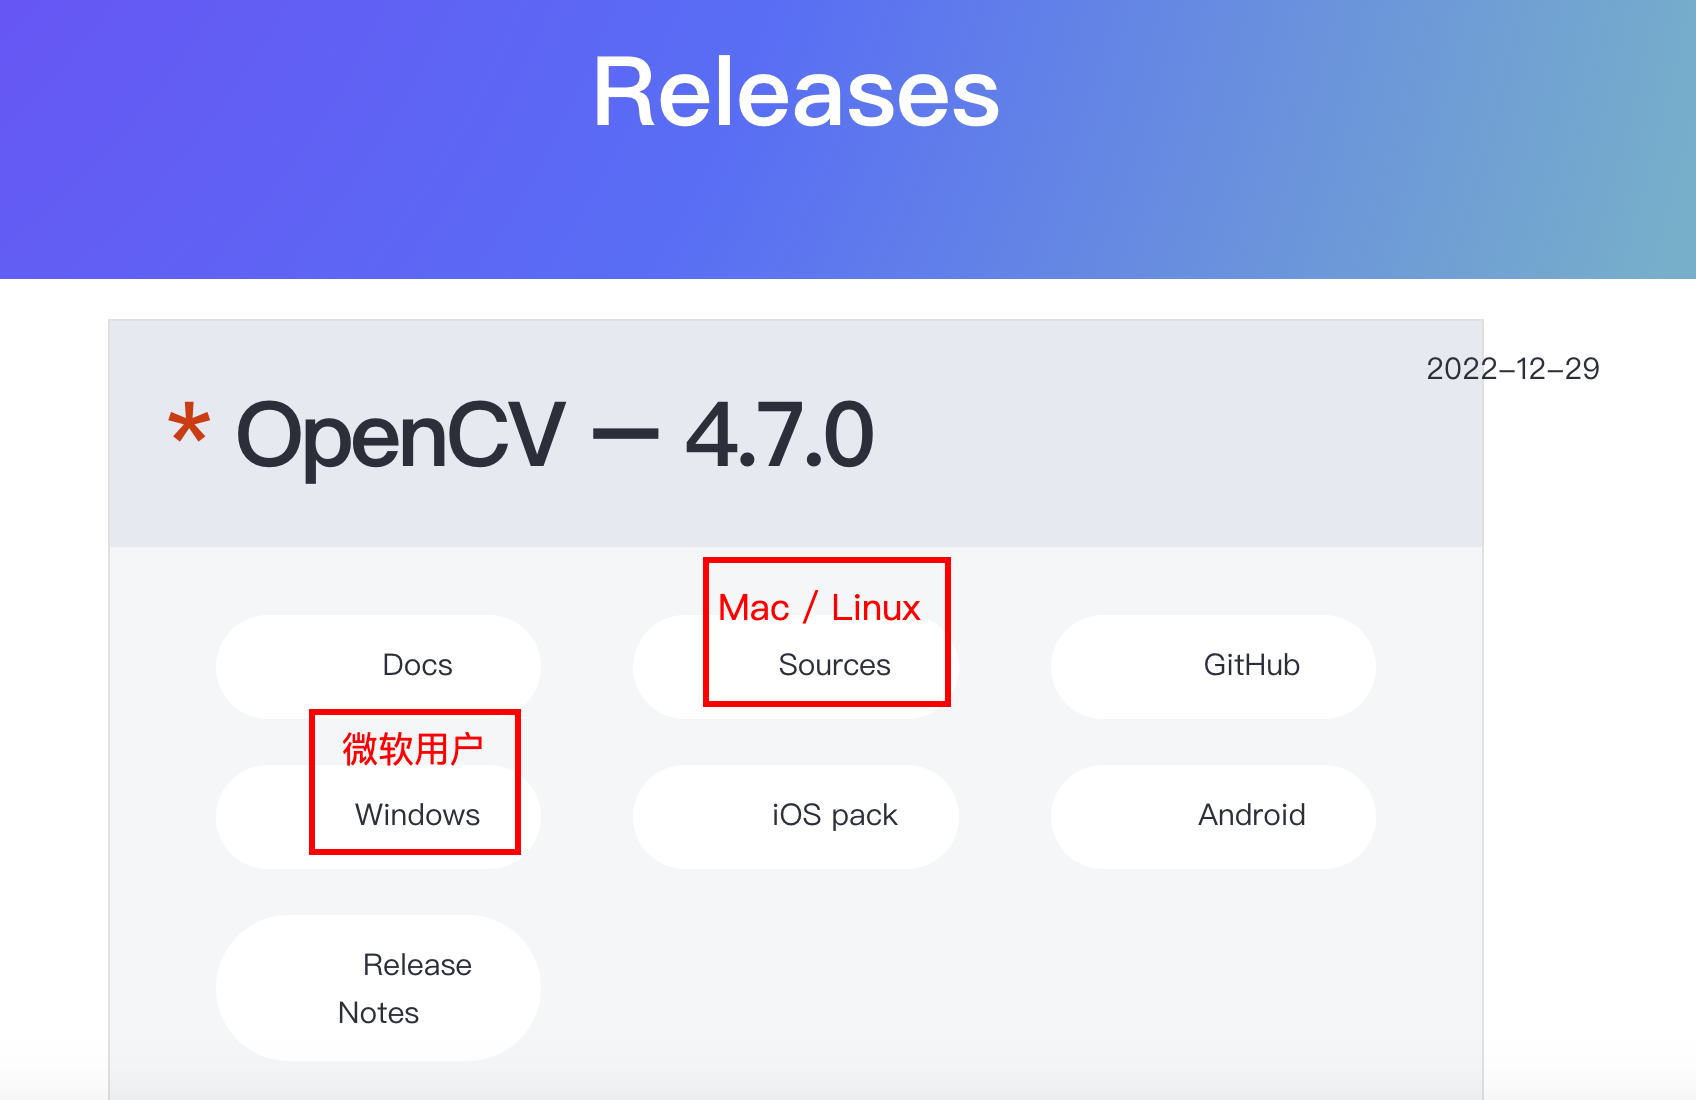 Releases
2022-12-29
* OpenCV – 4.7.0
Mac / Linux
Docs
Sources
GitHub
微软用户
Windows
iOS pack
Android
Release
Notes